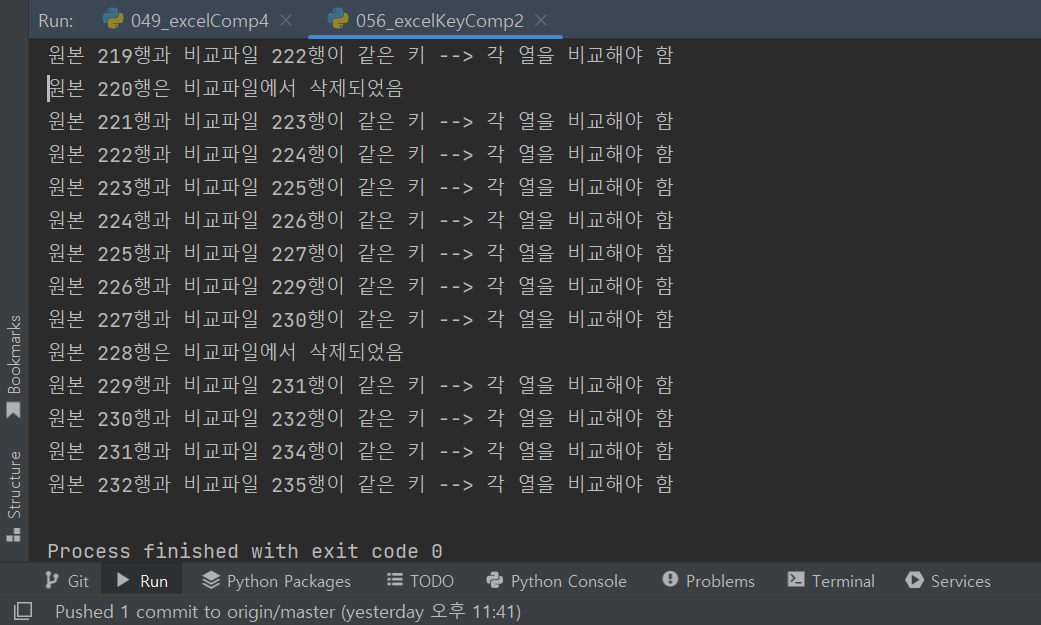 Run: 049_excelComp4 056_excelKeyComp2
원본 219행과 비교파일 222행이 같은 키 --> 각 열을 비교해야 함
원본 220행은 비교파일에서 삭제되었음
원본 221행과 비교파일 223행이 같은 키 --> 각 열을 비교해야 함
원본 222행과 비교파일 224행이 같은 키 --> 각 열을 비교해야 함
원본 223행과 비교파일 225행이 같은 키 --> 각 열을 비교해야 함
원본 224행과 비교파일 226행이 같은 키 --> 각 열을 비교해야 함
원본 225행과 비교파일 227행이 같은 키 --> 각 열을 비교해야 함
원본 226행과 비교파일 229행이 같은 키 --> 각 열을 비교해야 함
원본 227행과 비교파일 230행이 같은 키 --> 각 열을 비교해야 함
원본 228행은 비교파일에서 삭제되었음
원본 229행과 비교파일 231행이 같은 키 --> 각 열을 비교해야 함
원본 230행과 비교파일 232행이 같은 키 --> 각 열을 비교해야 함
원본 231행과 비교파일 234행이 같은 키 --> 각 열을 비교해야 함
원본 232행과 비교파일 235행이 같은 키 --> 각 열을 비교해야 함
Process finished with exit code 0
Bookmarks
Structure
Git Run Python Packages TODO Python Console Problems Terminal Services
Pushed 1 commit to origin/master (yesterday 오후 11:41)